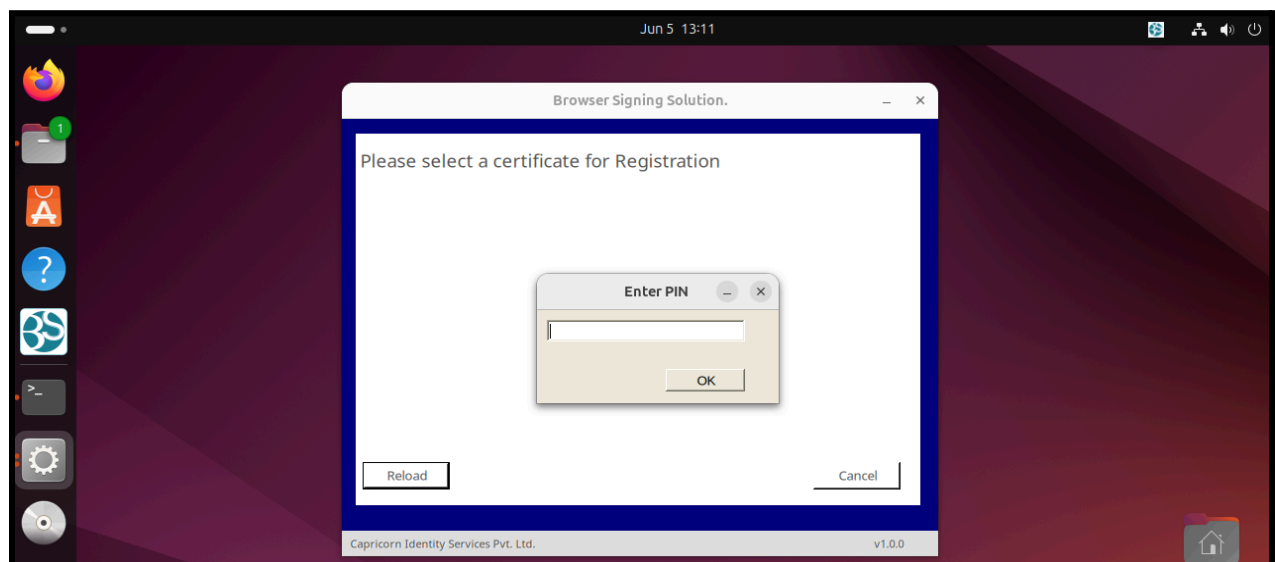 Jun 5 13:11
Browser Signing Solution.
1
Please select a certificate for Registration
Enter PIN
OK
Reload
Cancel
Capricorn Identity Services Pvt. Ltd.
v1.0.0